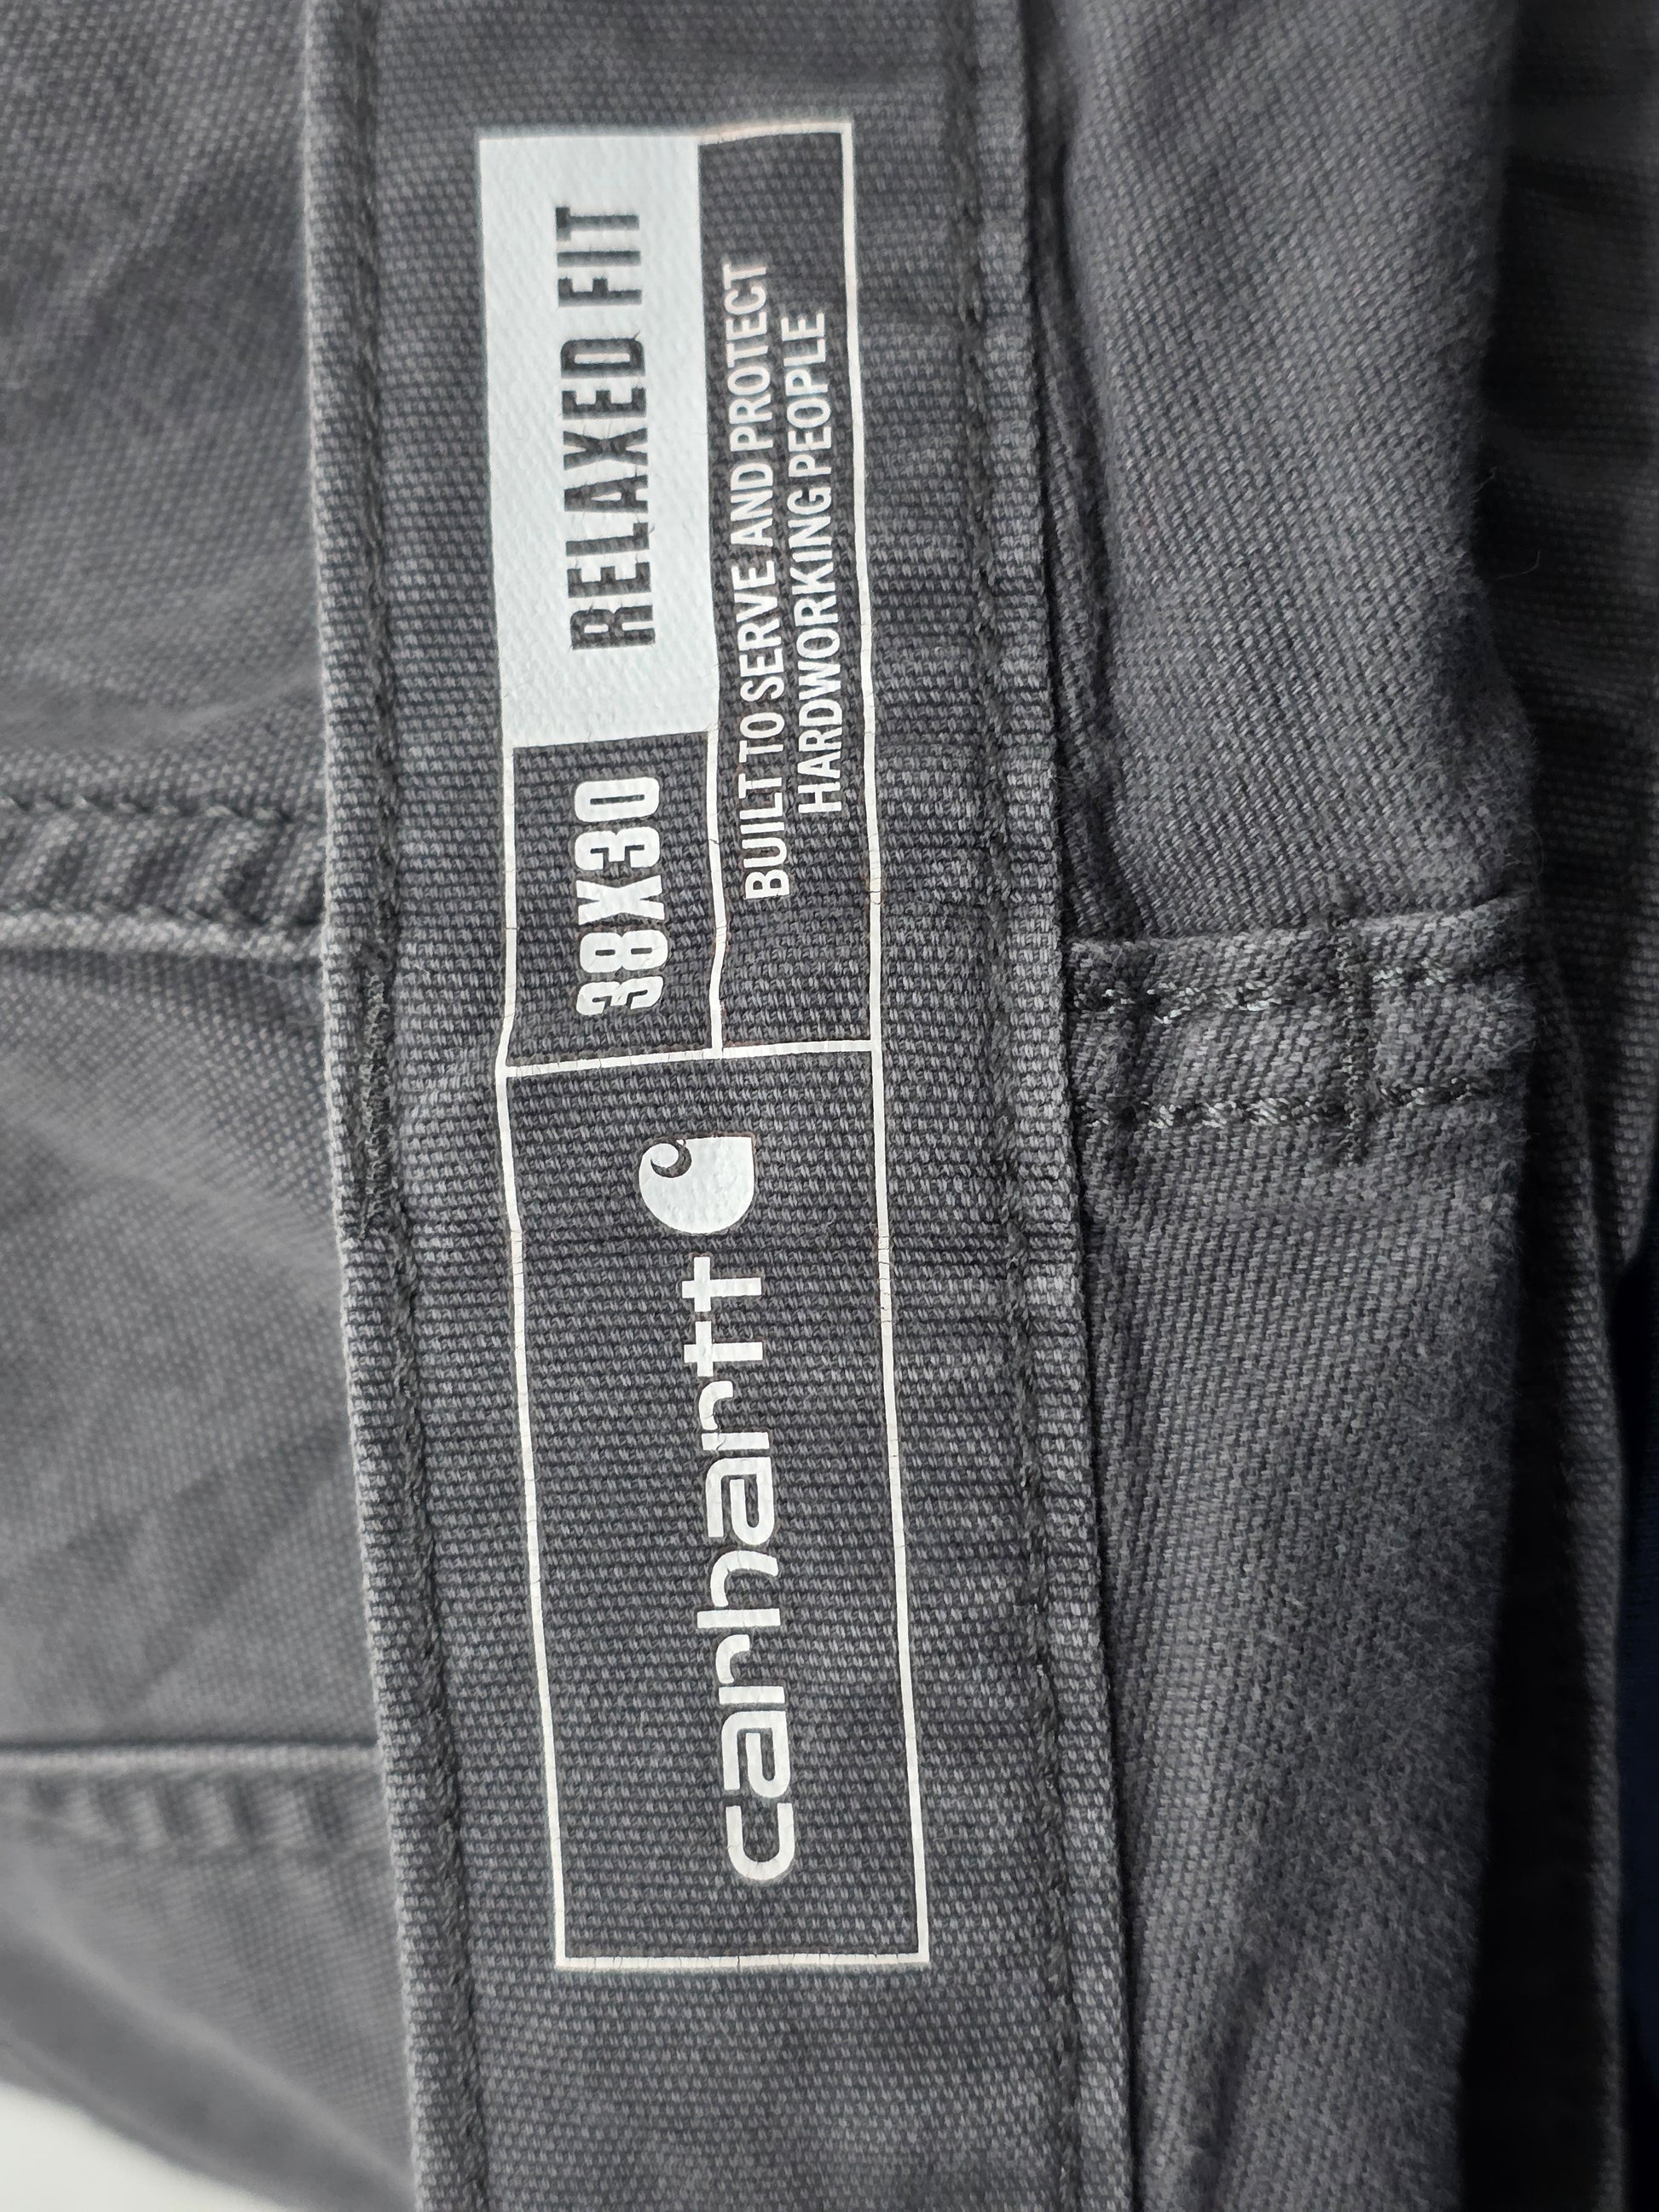 carhartt
38X30
RELAXED FIT
BUILT TO SERVE AND PROTECT
HARDWORKING PEOPLE